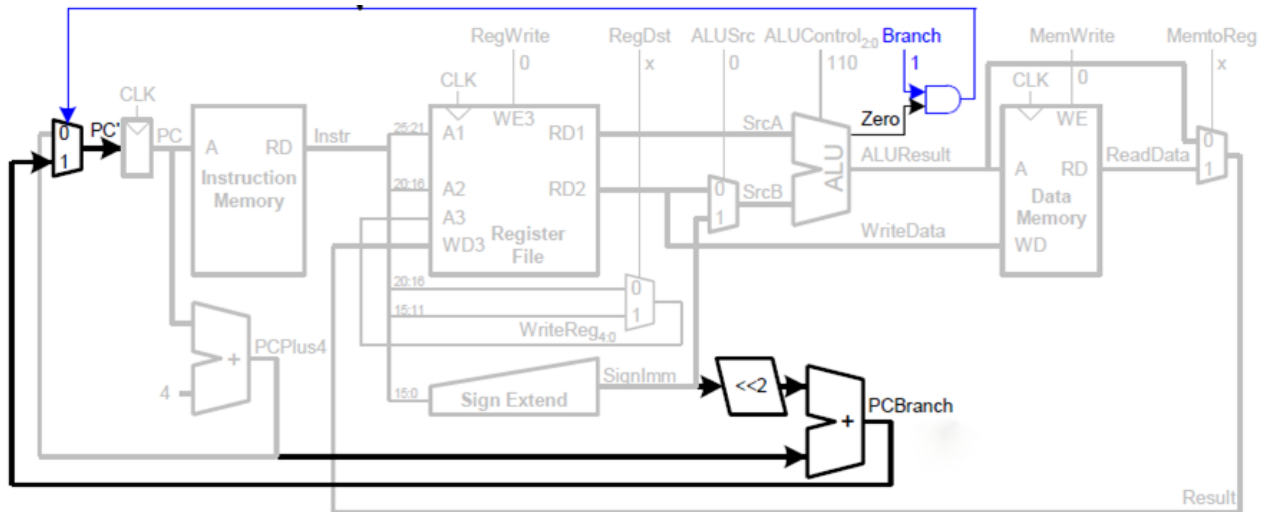 RegWrite RegDst ALUSrc ALUControl2:0 Branch MemWrite MemtoReg
0 x 0 110 1 0 x
CLK CLK CLK
0 PC' PC Instr 25:21 A1 WE3 RD1 SrcA Zero WE 0
1 A RD ALU ALUResult A RD ReadData 1
Instruction
Memory
20:16 A2 RD2 0 SrcB Data
Memory
A3 1
WD3 Register
File
WriteData WD
20:16 0
15:11 1
WriteReg4:0
PCPlus4
+
4
SignImm
15:0 Sign Extend <<2
PCBranch
+
Result